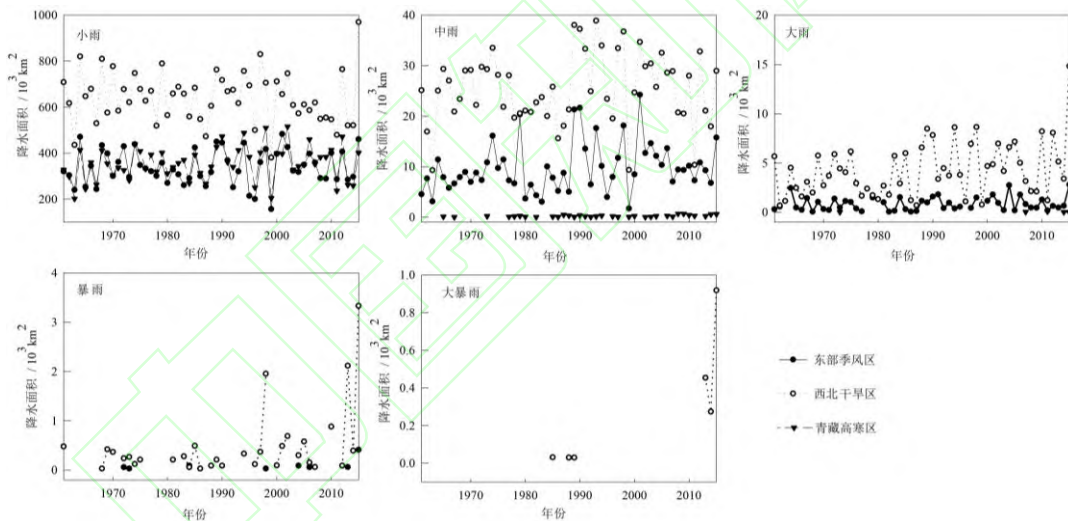 小雨
1000
800
600
400
200
降水面积 / 10³ km²
1970
1980
1990
2000
2010
年份
中雨
40
30
20
10
0
降水面积 / 10³ km²
1970
1980
1990
2000
2010
年份
大雨
20
15
10
5
0
降水面积 / 10³ km²
1970
1980
1990
2000
2010
年份
暴雨
4
3
2
1
0
降水面积 / 10³ km²
1970
1980
1990
2000
2010
年份
大暴雨
1.0
0.8
0.6
0.4
0.2
0.0
降水面积 / 10³ km²
1970
1980
1990
2000
2010
年份
东部季风区
西北干旱区
青藏高寒区